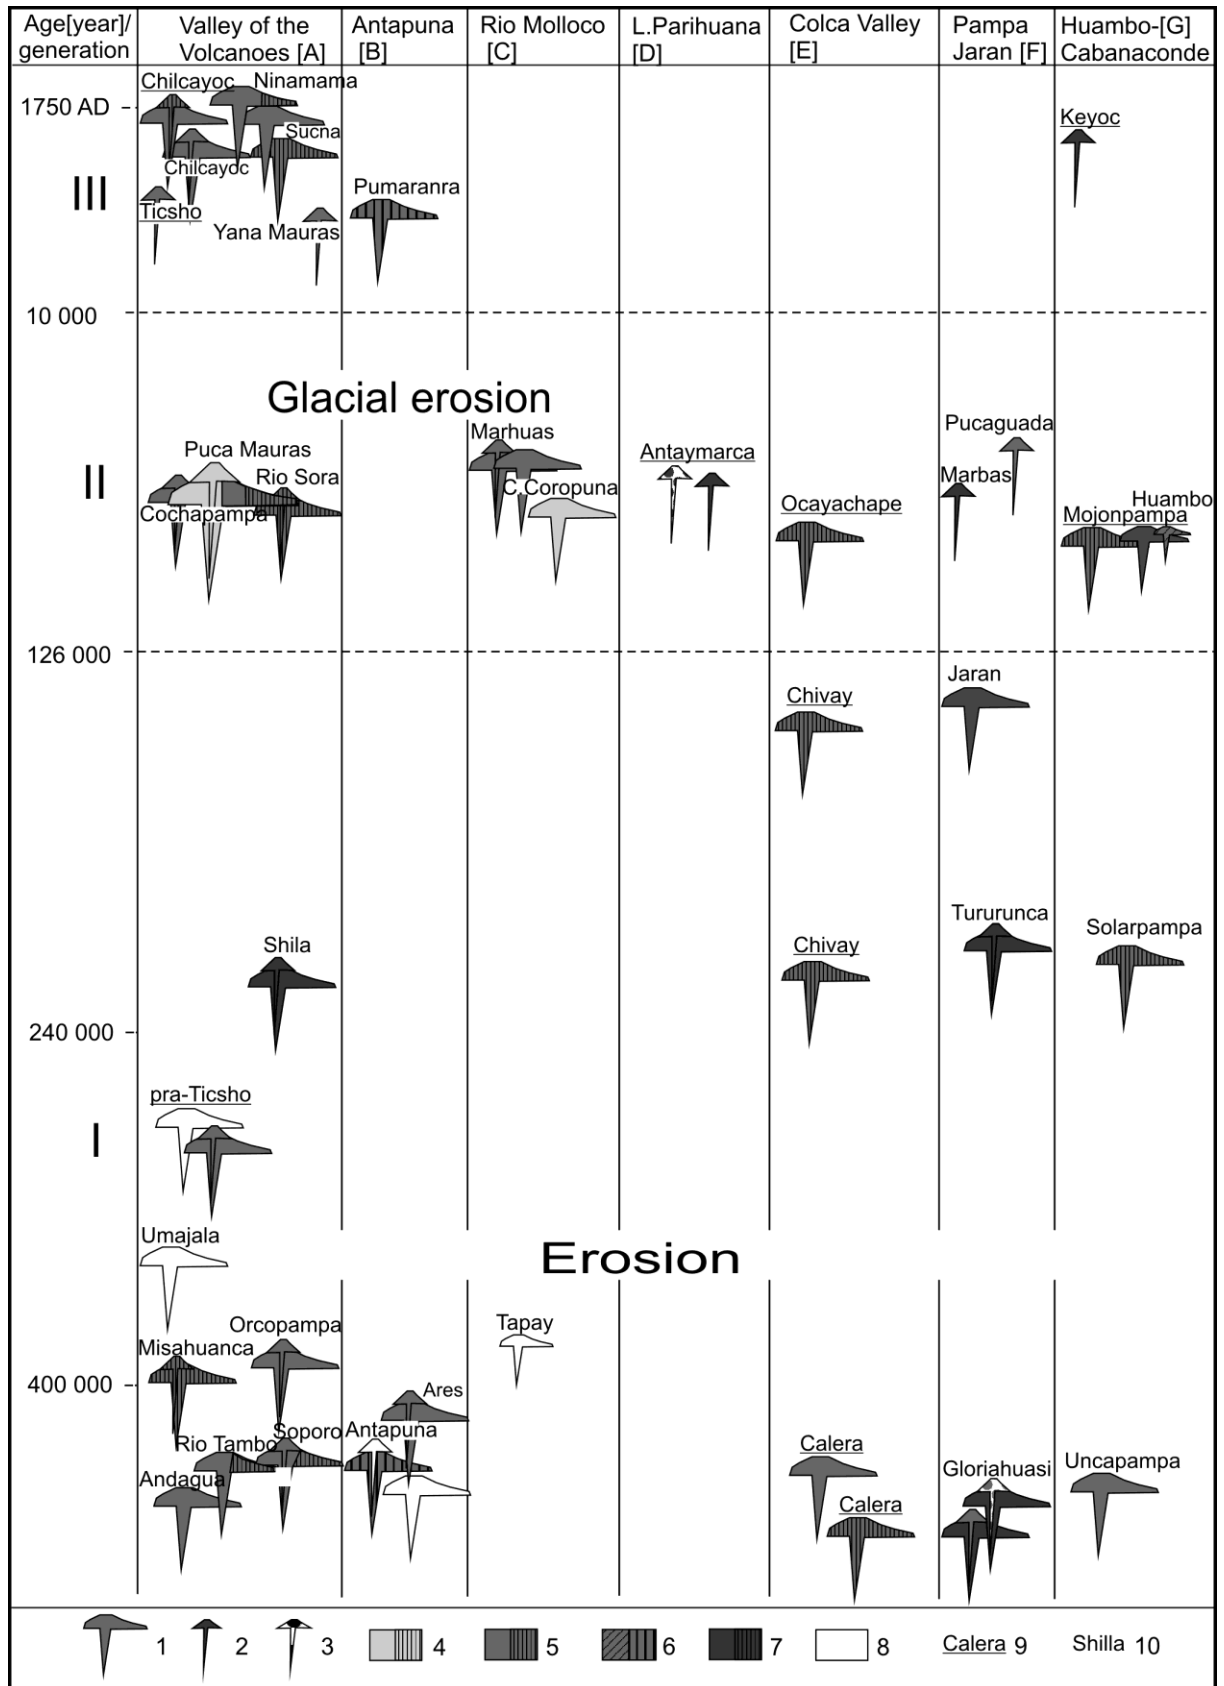 Age[year]/
generation
Valley of the
Volcanoes [A]
Antapuna
[B]
Rio Molloco
[C]
L.Parihuana
[D]
Colca Valley
[E]
Pampa
Jaran [F]
Huambo-[G]
Cabanaconde
1750 AD
Chilcayoc
Ninamama
Sucna
Chilcayoc
Ticsho
Yana Mauras
III
Pumaranra
Keyoc
10 000
Glacial erosion
II
Puca Mauras
Rio Sora
Cochapampa
Marhuas
C.Coropuna
Antaymarca
Ocayachape
Pucaguada
Marbas
Huambo
Mojonpampa
126 000
Chivay
Jaran
Shila
Chivay
Tururunca
Solarpampa
240 000
pra-Ticsho
I
Umajala
Erosion
Orcopampa
Misahuanca
Tapay
400 000
Ares
Rio Tambo
Soporo
Antapuna
Andagua
Calera
Calera
Gloriahuasi
Uncapampa
1
2
3
4
5
6
7
8
Calera 9
Shilla 10